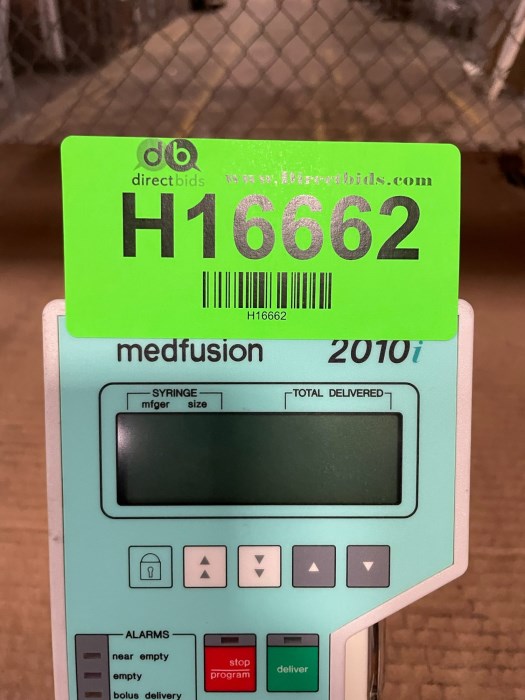 db
directbids
www.Directbids.com
H16662
H16662
medfusion 2010i
SYRINGE
mfger size
TOTAL DELIVERED
ALARMS
near empty
empty
bolus delivery
stop
program
deliver